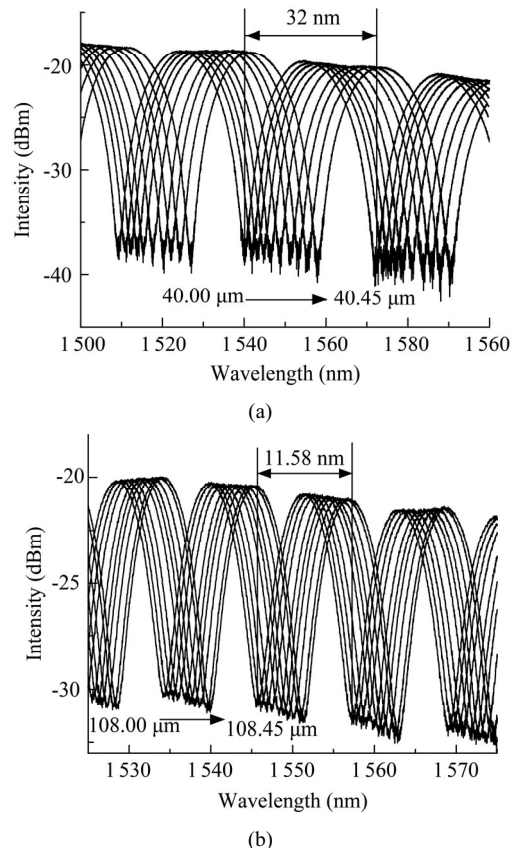 32 nm
-20
-30
-40
Intensity (dBm)
40.00 μm 40.45 μm
1 500 1 520 1 540 1 560 1 580 1 560
Wavelength (nm)
(a)
11.58 nm
-20
-25
-30
Intensity (dBm)
108.00 μm 108.45 μm
1 530 1 540 1 550 1 560 1 570
Wavelength (nm)
(b)